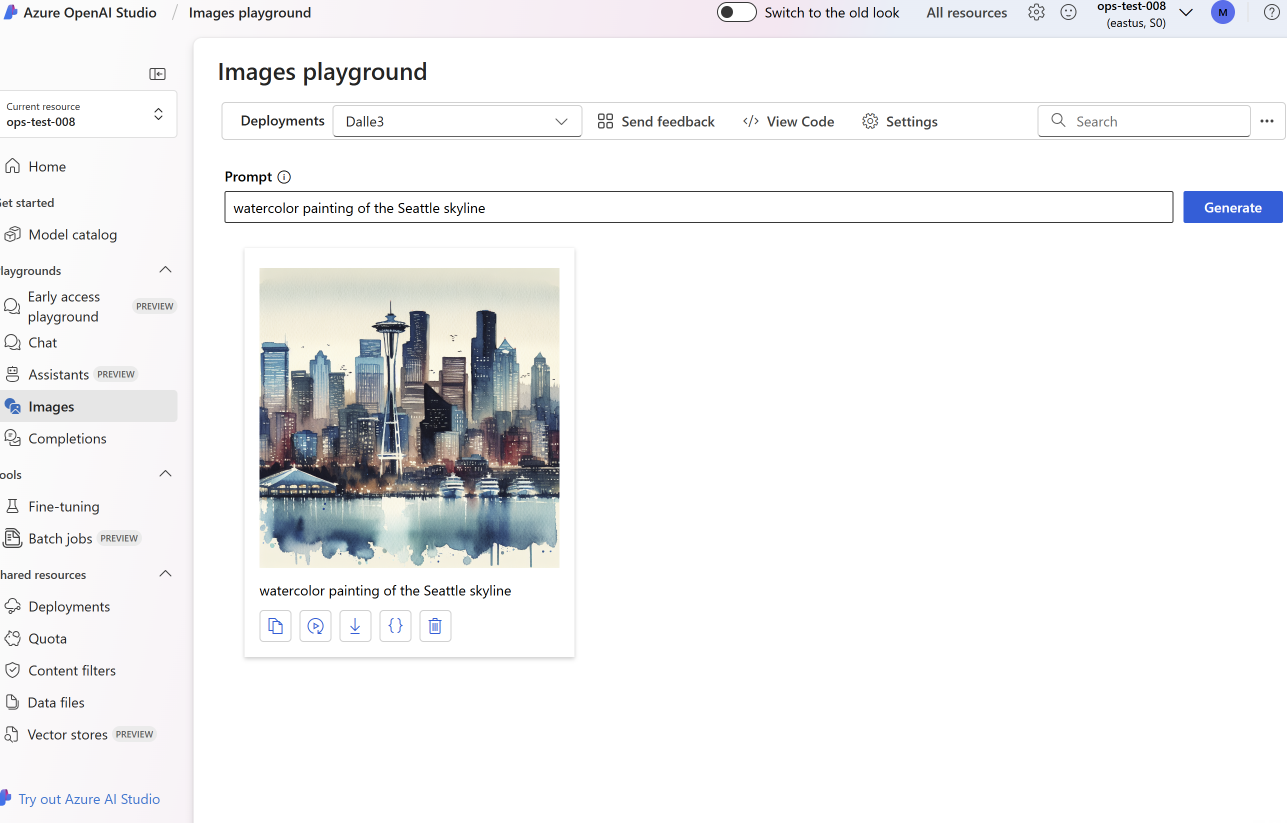 Azure OpenAI Studio / Images playground
Switch to the old look
All resources
ops-test-008
(eastus, S0)
M
Current resource
ops-test-008
Home
Get started
Model catalog
laygrounds
Early access
playground
PREVIEW
Chat
Assistants PREVIEW
Images
Completions
ools
Fine-tuning
Batch jobs PREVIEW
hared resources
Deployments
Quota
Content filters
Data files
Vector stores PREVIEW
Try out Azure AI Studio
Images playground
Deployments Dalle3 Send feedback </> View Code Settings Search
Prompt
watercolor painting of the Seattle skyline
Generate
watercolor painting of the Seattle skyline